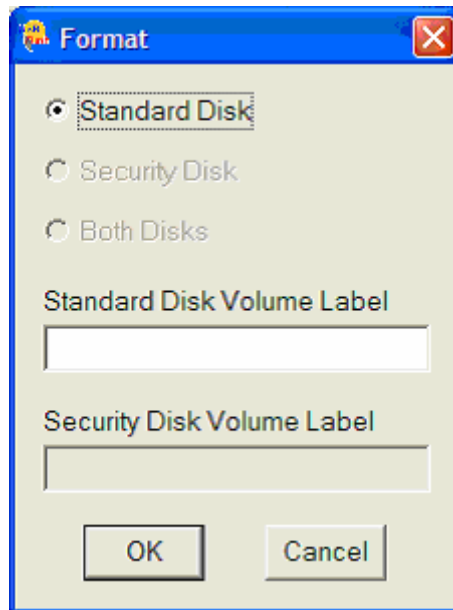 Format
Standard Disk
Security Disk
Both Disks
Standard Disk Volume Label
Security Disk Volume Label
OK
Cancel